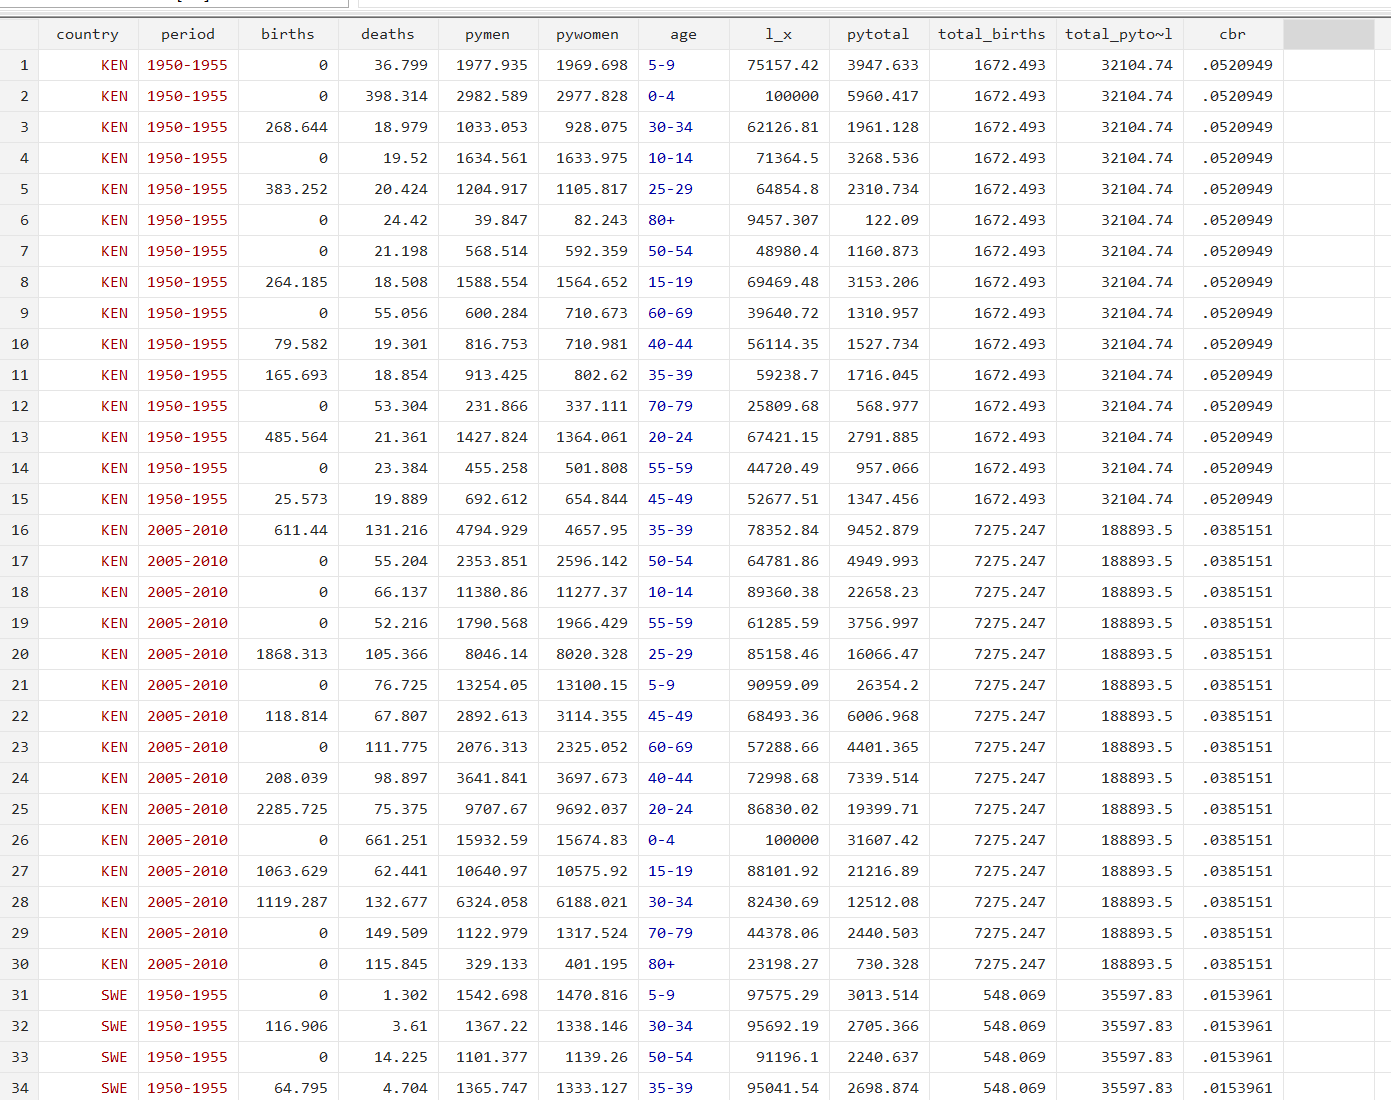 country period births deaths pymen pywomen age l_x pytotal total_births total_pyto~l cbr
1 KEN 1950-1955 0 36.799 1977.935 1969.698 5-9 75157.42 3947.633 1672.493 32104.74 .0520949
2 KEN 1950-1955 0 398.314 2982.589 2977.828 0-4 100000 5960.417 1672.493 32104.74 .0520949
3 KEN 1950-1955 268.644 18.979 1033.053 928.075 30-34 62126.81 1961.128 1672.493 32104.74 .0520949
4 KEN 1950-1955 0 19.52 1634.561 1633.975 10-14 71364.5 3268.536 1672.493 32104.74 .0520949
5 KEN 1950-1955 383.252 20.424 1204.917 1105.817 25-29 64854.8 2310.734 1672.493 32104.74 .0520949
6 KEN 1950-1955 0 24.42 39.847 82.243 80+ 9457.307 122.09 1672.493 32104.74 .0520949
7 KEN 1950-1955 0 21.198 568.514 592.359 50-54 48980.4 1160.873 1672.493 32104.74 .0520949
8 KEN 1950-1955 264.185 18.508 1588.554 1564.652 15-19 69469.48 3153.206 1672.493 32104.74 .0520949
9 KEN 1950-1955 0 55.056 600.284 710.673 60-69 39640.72 1310.957 1672.493 32104.74 .0520949
10 KEN 1950-1955 79.582 19.301 816.753 710.981 40-44 56114.35 1527.734 1672.493 32104.74 .0520949
11 KEN 1950-1955 165.693 18.854 913.425 802.62 35-39 59238.7 1716.045 1672.493 32104.74 .0520949
12 KEN 1950-1955 0 53.304 231.866 337.111 70-79 25809.68 568.977 1672.493 32104.74 .0520949
13 KEN 1950-1955 485.564 21.361 1427.824 1364.061 20-24 67421.15 2791.885 1672.493 32104.74 .0520949
14 KEN 1950-1955 0 23.384 455.258 501.808 55-59 44720.49 957.066 1672.493 32104.74 .0520949
15 KEN 1950-1955 25.573 19.889 692.612 654.844 45-49 52677.51 1347.456 1672.493 32104.74 .0520949
16 KEN 2005-2010 611.44 131.216 4794.929 4657.95 35-39 78352.84 9452.879 7275.247 188893.5 .0385151
17 KEN 2005-2010 0 55.204 2353.851 2596.142 50-54 64781.86 4949.993 7275.247 188893.5 .0385151
18 KEN 2005-2010 0 66.137 11380.86 11277.37 10-14 89360.38 22658.23 7275.247 188893.5 .0385151
19 KEN 2005-2010 0 52.216 1790.568 1966.429 55-59 61285.59 3756.997 7275.247 188893.5 .0385151
20 KEN 2005-2010 1868.313 105.366 8046.14 8020.328 25-29 85158.46 16066.47 7275.247 188893.5 .0385151
21 KEN 2005-2010 0 76.725 13254.05 13100.15 5-9 90959.09 26354.2 7275.247 188893.5 .0385151
22 KEN 2005-2010 118.814 67.807 2892.613 3114.355 45-49 68493.36 6006.968 7275.247 188893.5 .0385151
23 KEN 2005-2010 0 111.775 2076.313 2325.052 60-69 57288.66 4401.365 7275.247 188893.5 .0385151
24 KEN 2005-2010 208.039 98.897 3641.841 3697.673 40-44 72998.68 7339.514 7275.247 188893.5 .0385151
25 KEN 2005-2010 2285.725 75.375 9707.67 9692.037 20-24 86830.02 19399.71 7275.247 188893.5 .0385151
26 KEN 2005-2010 0 661.251 15932.59 15674.83 0-4 100000 31607.42 7275.247 188893.5 .0385151
27 KEN 2005-2010 1063.629 62.441 10640.97 10575.92 15-19 88101.92 21216.89 7275.247 188893.5 .0385151
28 KEN 2005-2010 1119.287 132.677 6324.058 6188.021 30-34 82430.69 12512.08 7275.247 188893.5 .0385151
29 KEN 2005-2010 0 149.509 1122.979 1317.524 70-79 44378.06 2440.503 7275.247 188893.5 .0385151
30 KEN 2005-2010 0 115.845 329.133 401.195 80+ 23198.27 730.328 7275.247 188893.5 .0385151
31 SWE 1950-1955 0 1.302 1542.698 1470.816 5-9 97575.29 3013.514 548.069 35597.83 .0153961
32 SWE 1950-1955 116.906 3.61 1367.22 1338.146 30-34 95692.19 2705.366 548.069 35597.83 .0153961
33 SWE 1950-1955 0 14.225 1101.377 1139.26 50-54 91196.1 2240.637 548.069 35597.83 .0153961
34 SWE 1950-1955 64.795 4.704 1365.747 1333.127 35-39 95041.54 2698.874 548.069 35597.83 .0153961